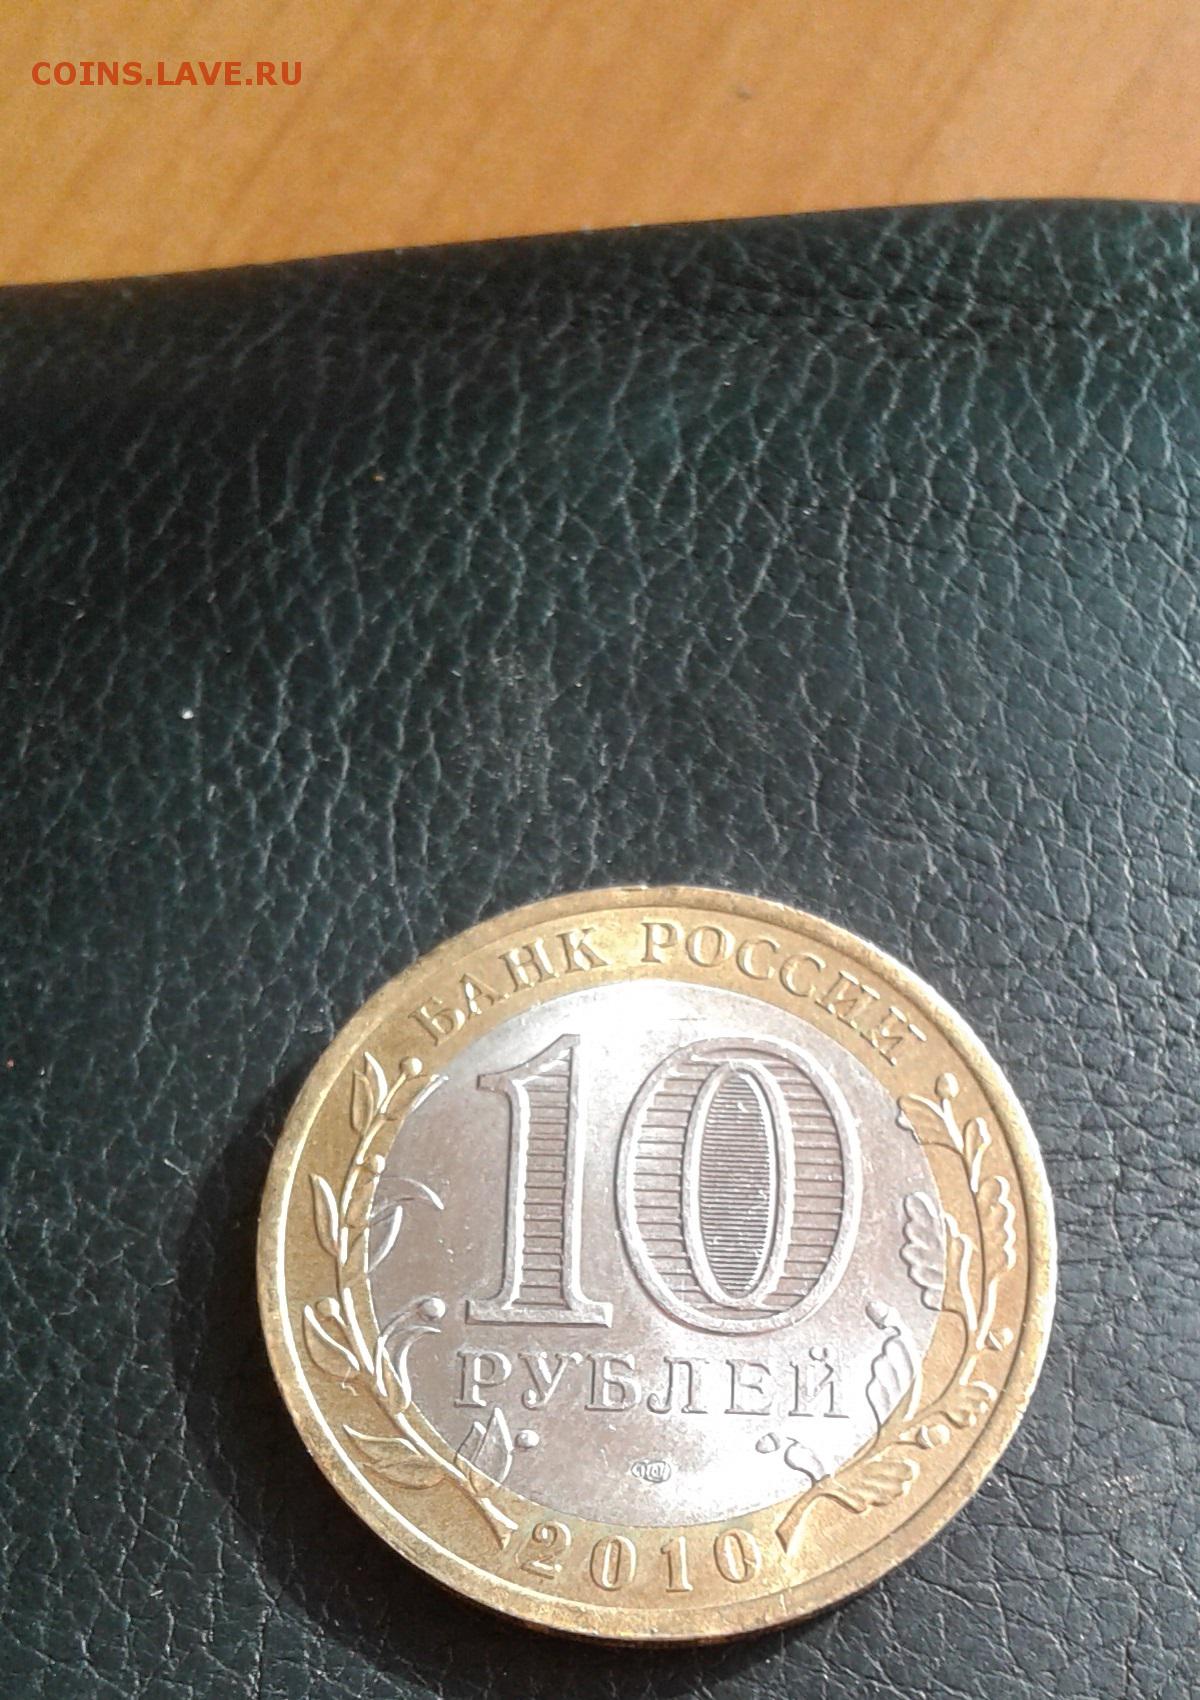 COINS.LAVE.RU
БАНК РОССИИ
10
РУБЛЕЙ
2010